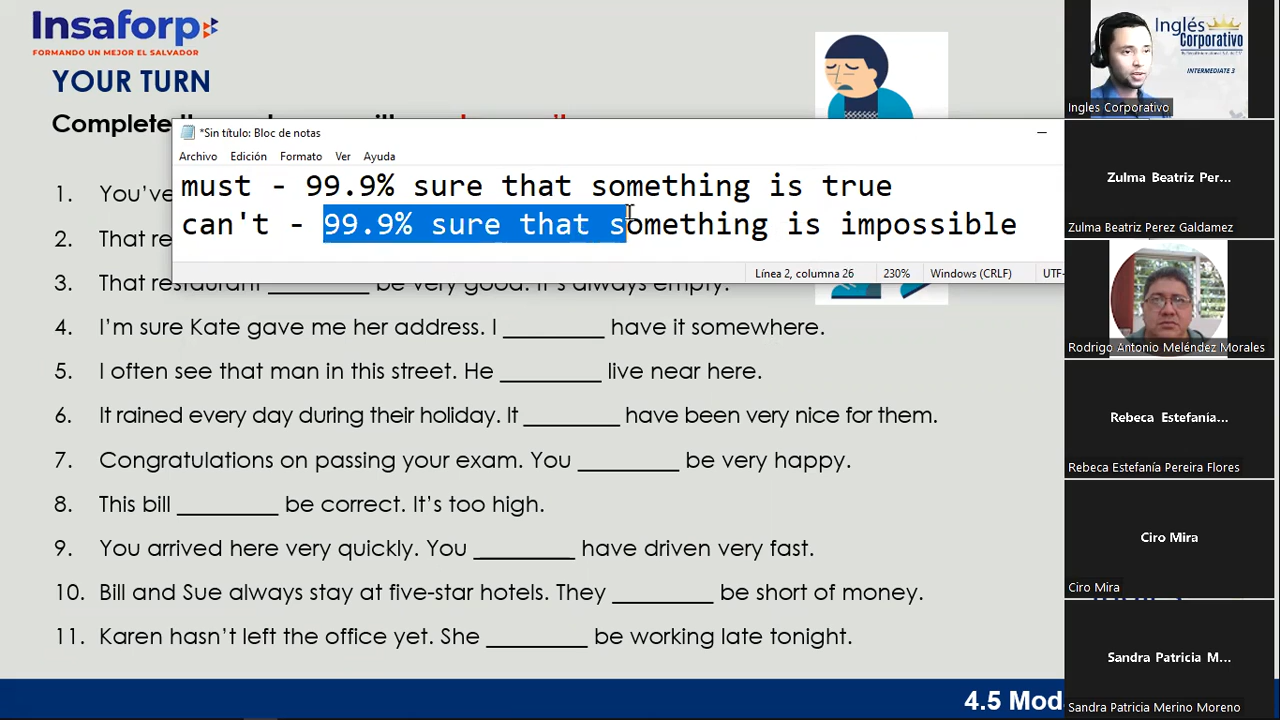 Insaforp
FORMANDO UN MEJOR EL SALVADOR
YOUR TURN
Complete
*Sin título: Bloc de notas
Archivo Edición Formato Ver Ayuda
must - 99.9% sure that something is true
can't - 99.9% sure that something is impossible
Línea 2, columna 26 230% Windows (CRLF) UTF-
1. You've
2. That re
3. That restaurant ________ be very good. It's always empty.
4. I'm sure Kate gave me her address. I ________ have it somewhere.
5. I often see that man in this street. He ________ live near here.
6. It rained every day during their holiday. It ________ have been very nice for them.
7. Congratulations on passing your exam. You ________ be very happy.
8. This bill ________ be correct. It's too high.
9. You arrived here very quickly. You ________ have driven very fast.
10. Bill and Sue always stay at five-star hotels. They ________ be short of money.
11. Karen hasn't left the office yet. She ________ be working late tonight.
4.5 Mod
Inglés
Corporativo
INTERMEDIATE 3
Ingles Corporativo
Zulma Beatriz Per...
Zulma Beatriz Perez Galdamez
Rodrigo Antonio Meléndez Morales
Rebeca Estefanía...
Rebeca Estefanía Pereira Flores
Ciro Mira
Ciro Mira
Sandra Patricia M...
Sandra Patricia Merino Moreno